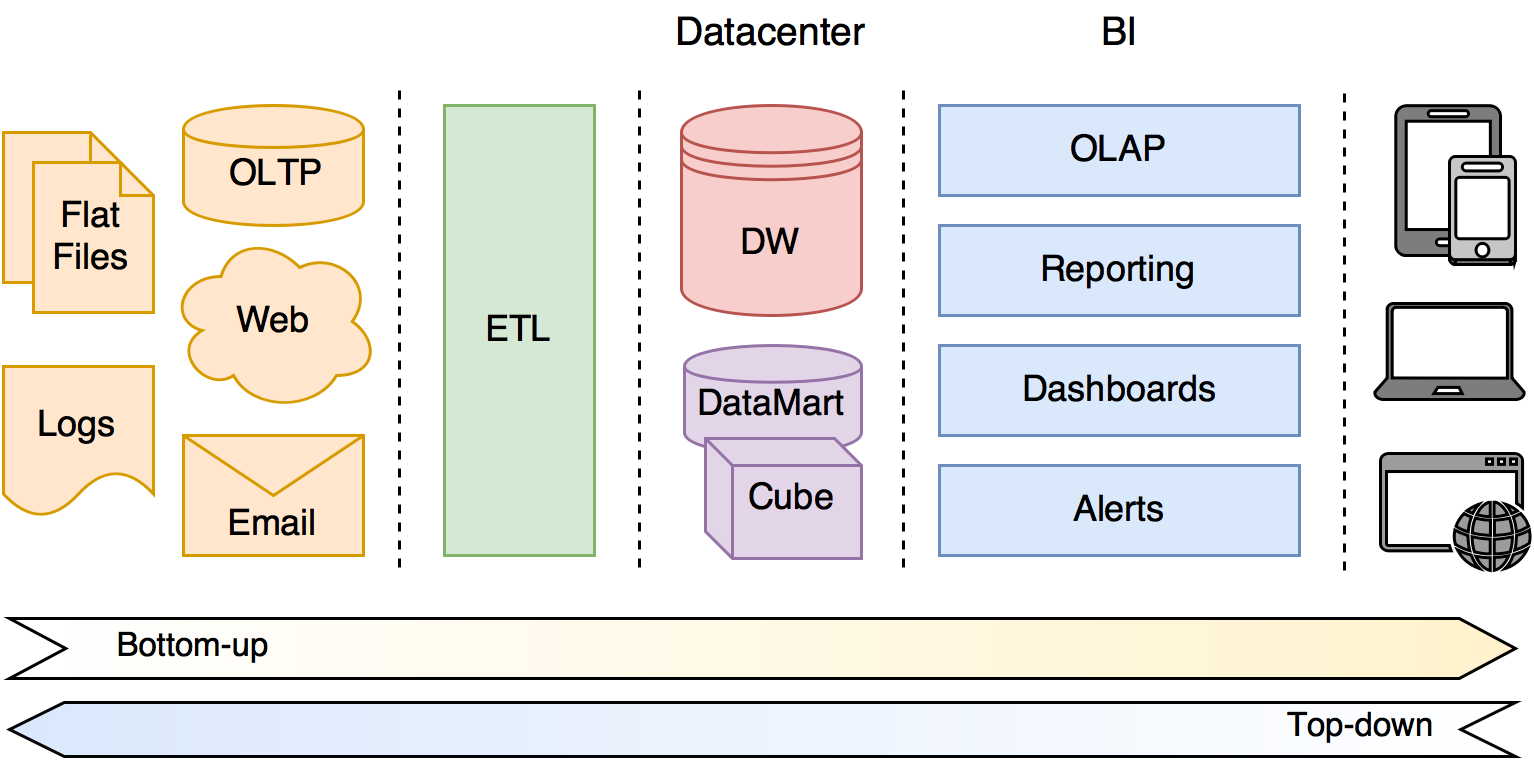 Datacenter
BI
Flat
Files
OLTP
Web
Logs
Email
ETL
DW
DataMart
Cube
OLAP
Reporting
Dashboards
Alerts
Bottom-up
Top-down